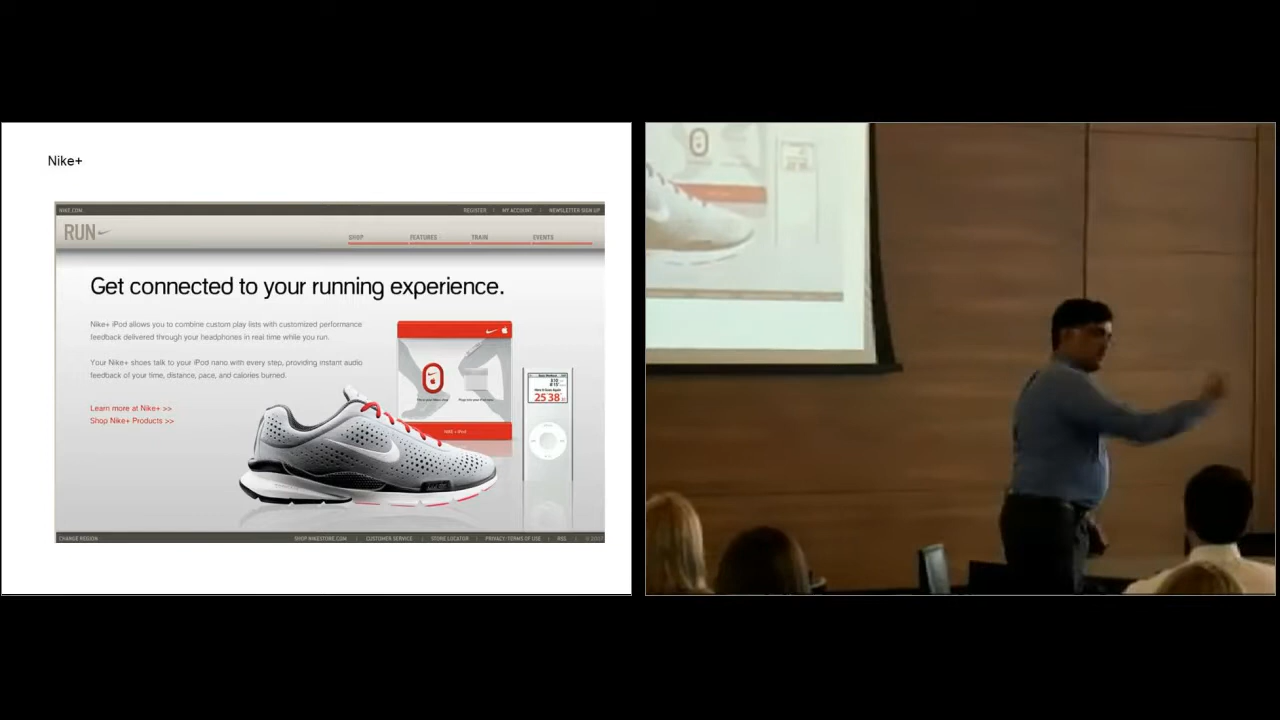 Nike+
NIKE.COM
REGISTER | MY ACCOUNT | NEWSLETTER SIGN UP
RUN
SHOP FEATURES TRAIN EVENTS
Get connected to your running experience.
Nike+ iPod allows you to combine custom play lists with customized performance
feedback delivered through your headphones in real time while you run.
Your Nike+ shoes talk to your iPod nano with every step, providing instant audio
feedback of your time, distance, pace, and calories burned.
Learn more at Nike+ >>
Shop Nike+ Products >>
25 38
NIKE + iPod
CHANGE REGION
SHOP NIKESTORE.COM | CUSTOMER SERVICE | STORE LOCATOR | PRIVACY/TERMS OF USE | RSS